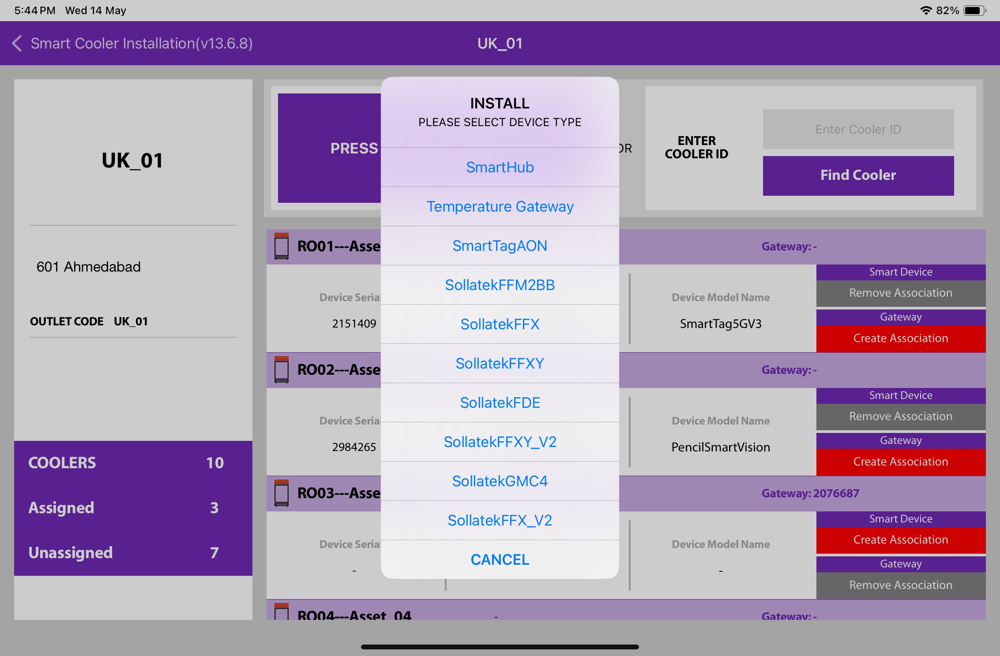 5:44 PM Wed 14 May
82%
Smart Cooler Installation(v13.6.8)
UK_01
UK_01
601 Ahmedabad
OUTLET CODE UK_01
COOLERS 10
Assigned 3
Unassigned 7
PRESS
OR
ENTER
COOLER ID
Enter Cooler ID
Find Cooler
INSTALL
PLEASE SELECT DEVICE TYPE
SmartHub
Temperature Gateway
SmartTagAON
SollatekFFM2BB
SollatekFFX
SollatekFFXY
SollatekFDE
SollatekFFXY_V2
SollatekGMC4
SollatekFFX_V2
CANCEL
RO01---Asse
Gateway: -
Device Serial
2151409
Device Model Name
SmartTag5GV3
Smart Device
Remove Association
Gateway
Create Association
RO02---Asse
Gateway: -
Device Serial
2984265
Device Model Name
PencilSmartVision
Smart Device
Remove Association
Gateway
Create Association
RO03---Asse
Gateway: 2076687
Device Serial
-
Device Model Name
-
Smart Device
Create Association
Gateway
Remove Association
RO04---Asset_04
-
Gateway: -